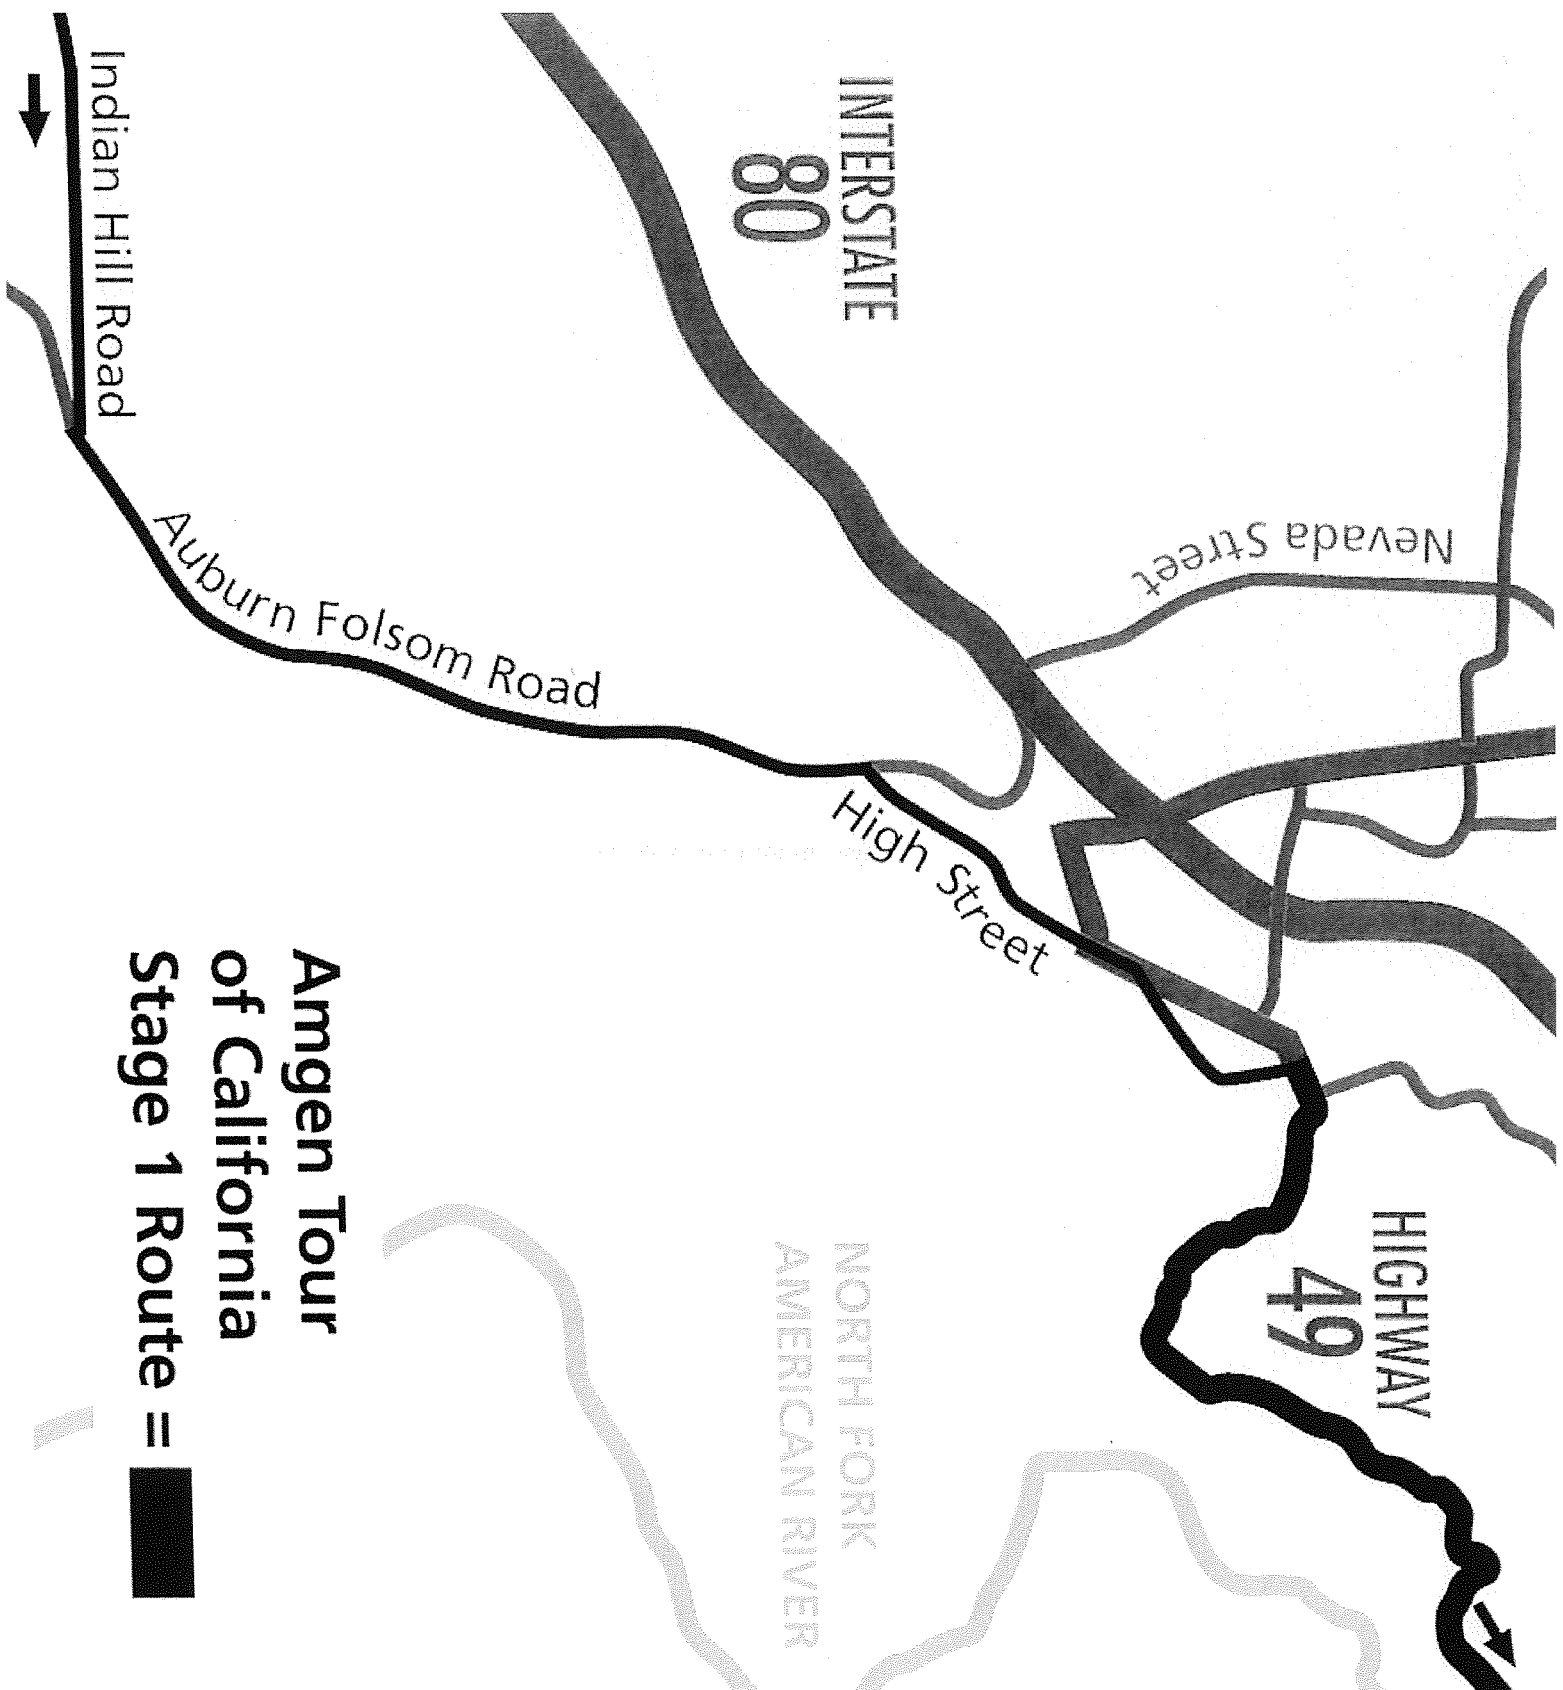 INTERSTATE
80
Nevada Street
Indian Hill Road
Auburn Folsom Road
High Street
HIGHWAY
49
NORTH FORK
AMERICAN RIVER
Amgen Tour
of California
Stage 1 Route =